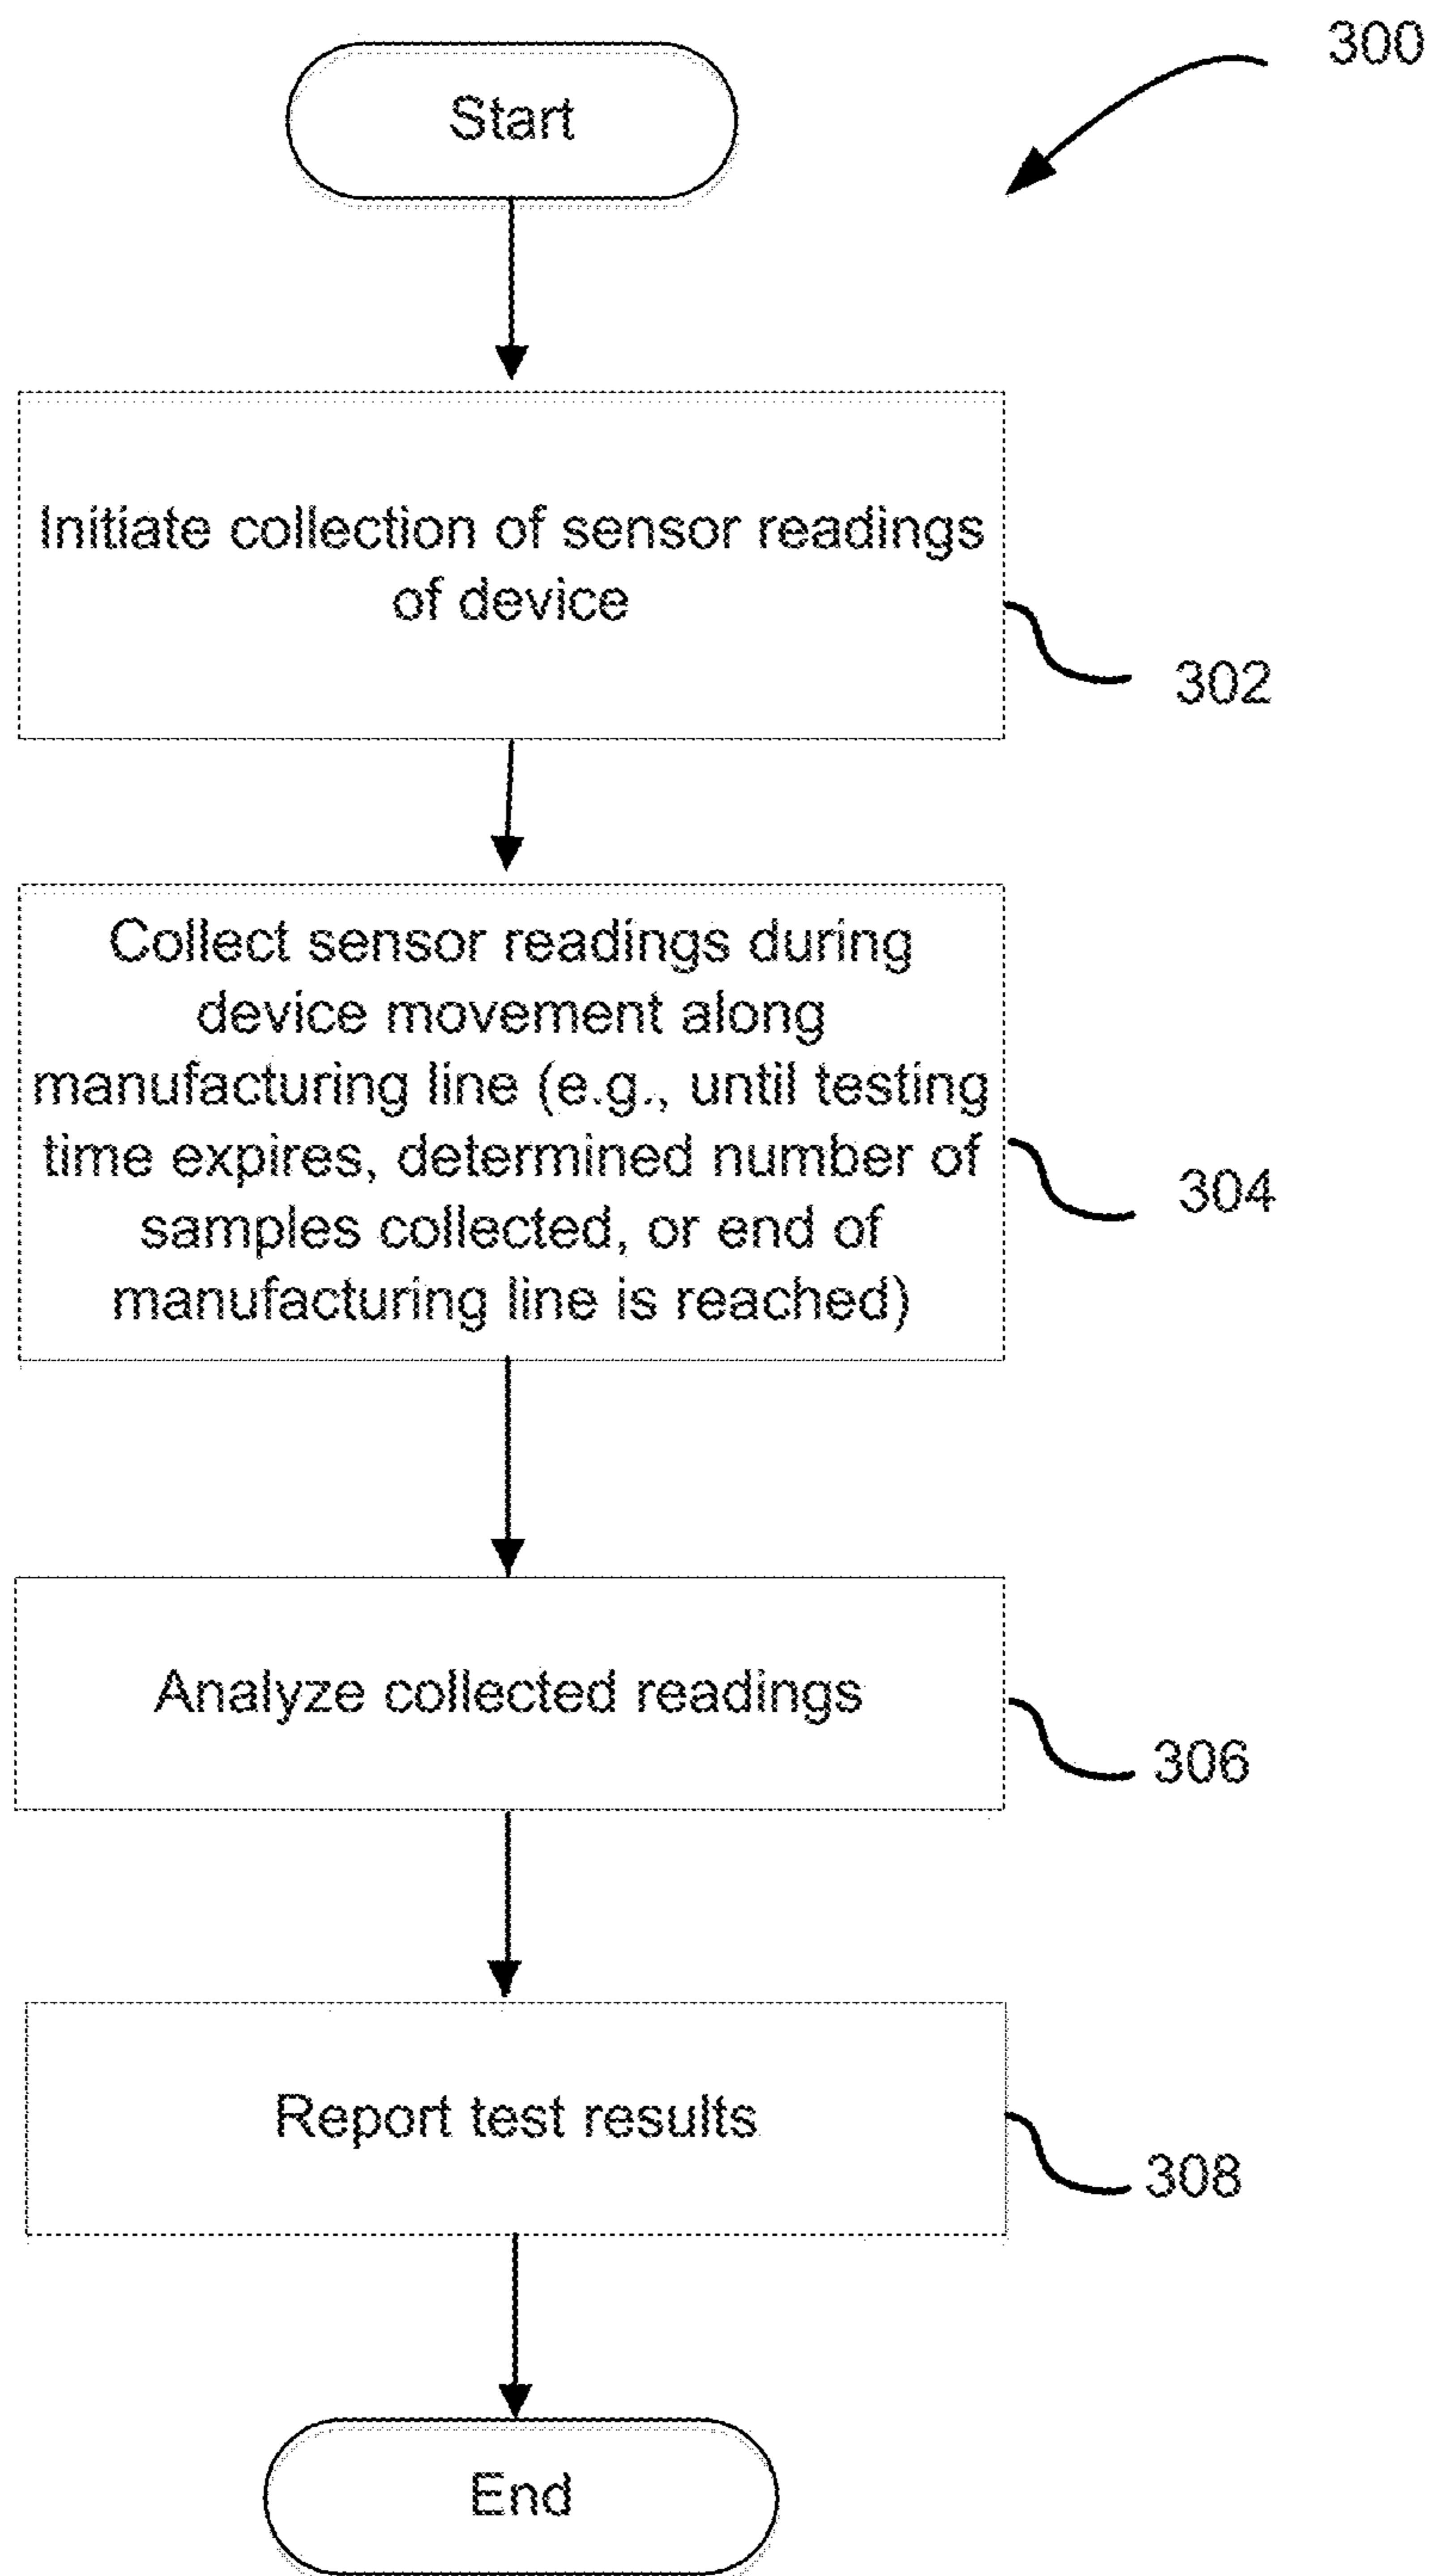 300
Start
Initiate collection of sensor readings
of device
302
Collect sensor readings during
device movement along
manufacturing line (e.g., until testing
time expires, determined number of
samples collected, or end of
manufacturing line is reached)
304
Analyze collected readings
306
Report test results
308
End